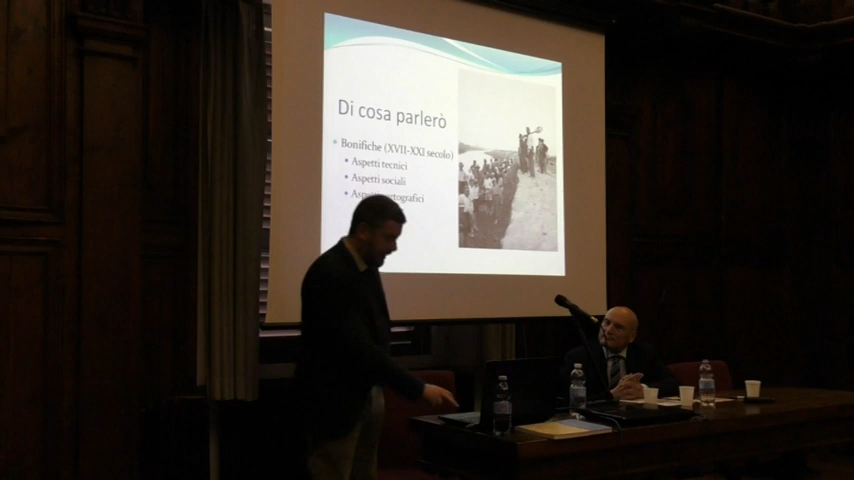 Di cosa parlerò
Bonifiche (XVII-XXI secolo)
Aspetti tecnici
Aspetti sociali